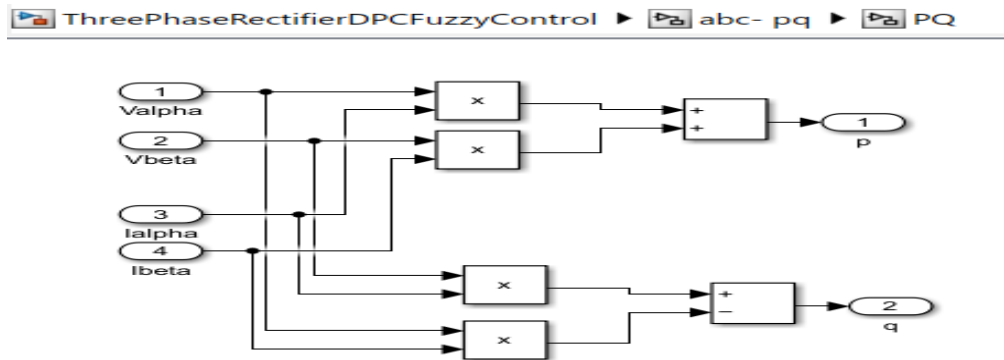 ThreePhaseRectifierDPCFuzzyControl ▶ abc- pq ▶ PQ
1
Valpha
2
Vbeta
3
Ialpha
4
Ibeta
×
×
+
+
1
p
×
×
+
−
2
q